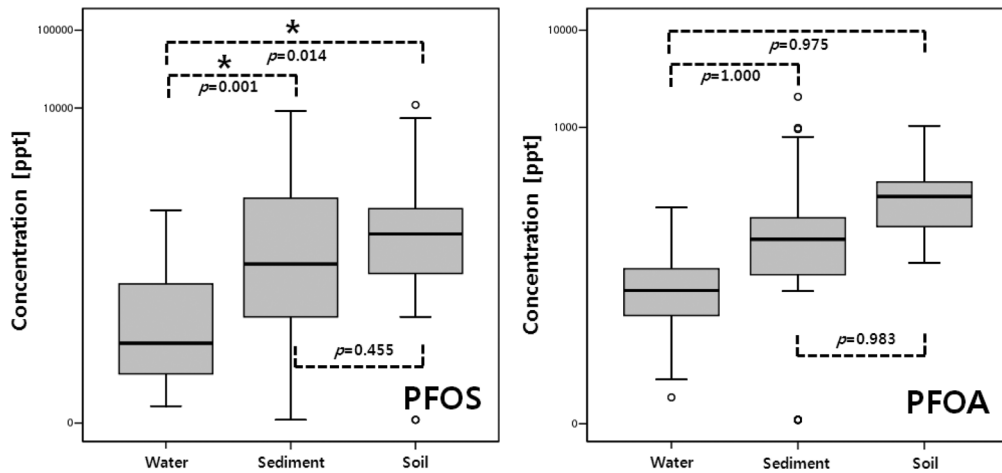 Concentration [ppt]
100000
10000
0
*
p=0.014
*
p=0.001
p=0.455
PFOS
Water Sediment Soil
Concentration [ppt]
10000
1000
0
p=0.975
p=1.000
p=0.983
PFOA
Water Sediment Soil